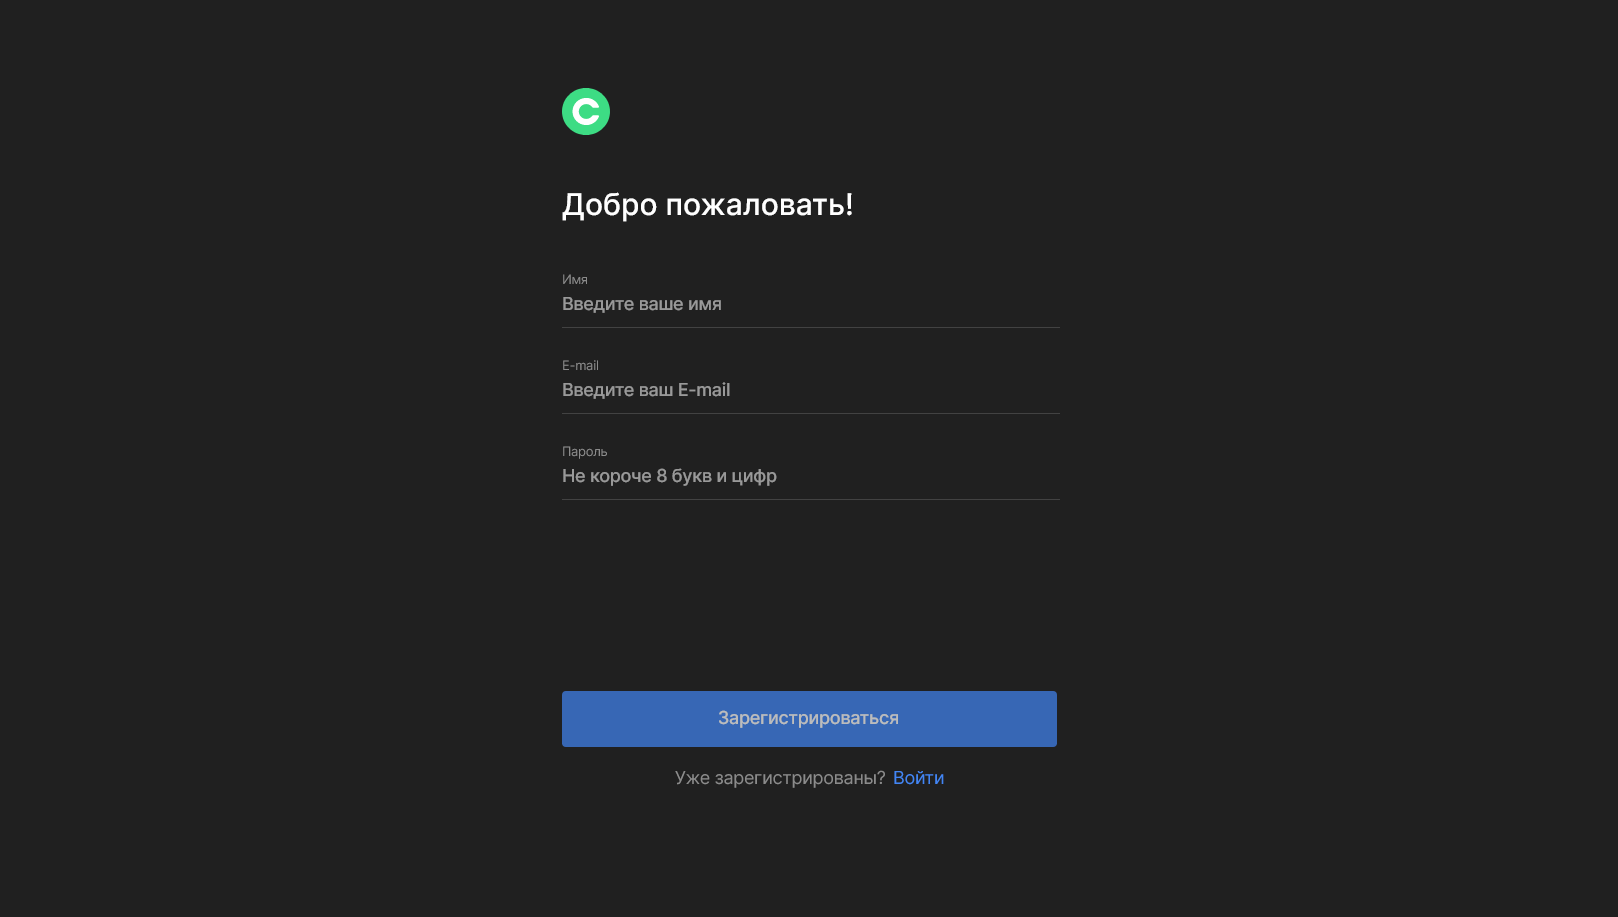 C
Добро пожаловать!
Имя
Введите ваше имя
E-mail
Введите ваш E-mail
Пароль
Не короче 8 букв и цифр
Зарегистрироваться
Уже зарегистрированы? Войти